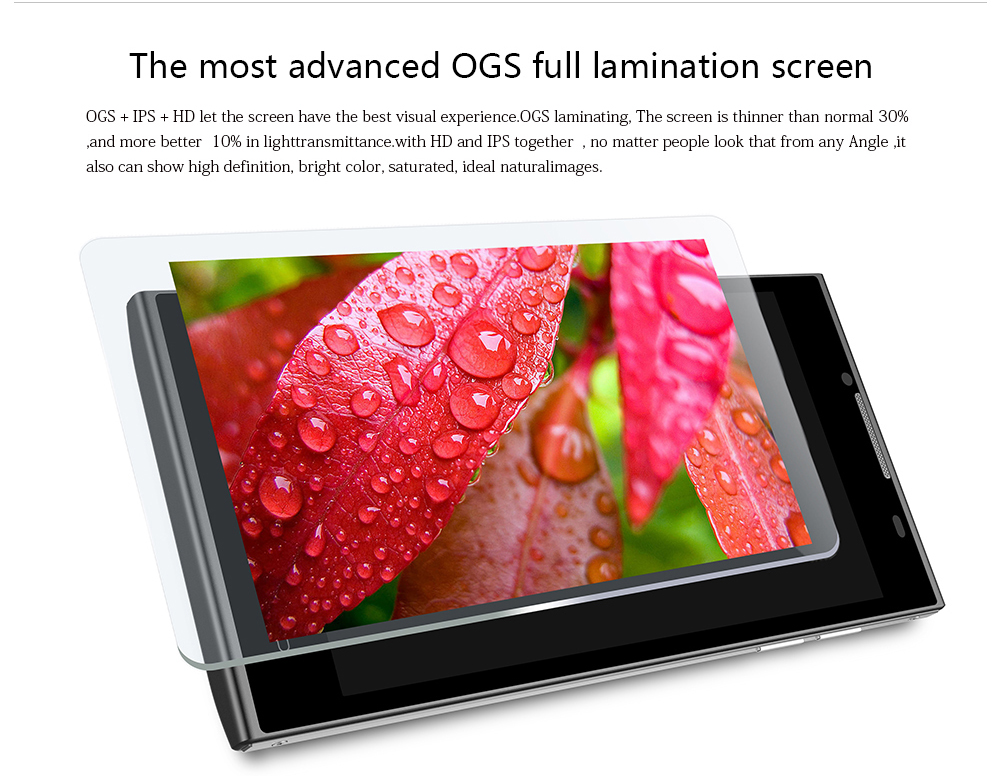 The most advanced OGS full lamination screen
OGS + IPS + HD let the screen have the best visual experience.OGS laminating, The screen is thinner than normal 30%
,and more better  10% in lighttransmittance.with HD and IPS together  , no matter people look that from any Angle ,it
also can show high definition, bright color, saturated, ideal naturalimages.